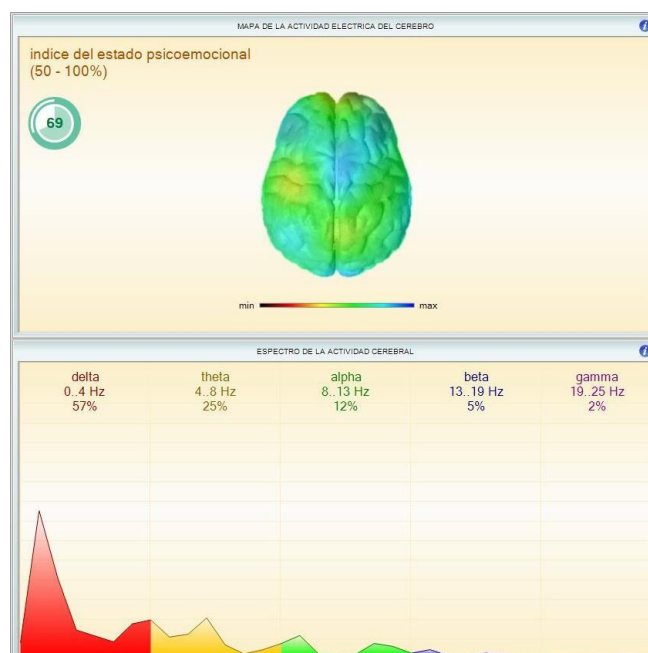 MAPA DE LA ACTIVIDAD ELECTRICA DEL CEREBRO
i
indice del estado psicoemocional
(50 - 100%)
69
min max
ESPECTRO DE LA ACTIVIDAD CEREBRAL
i
delta theta alpha beta gamma
0..4 Hz 4..8 Hz 8..13 Hz 13..19 Hz 19..25 Hz
57% 25% 12% 5% 2%